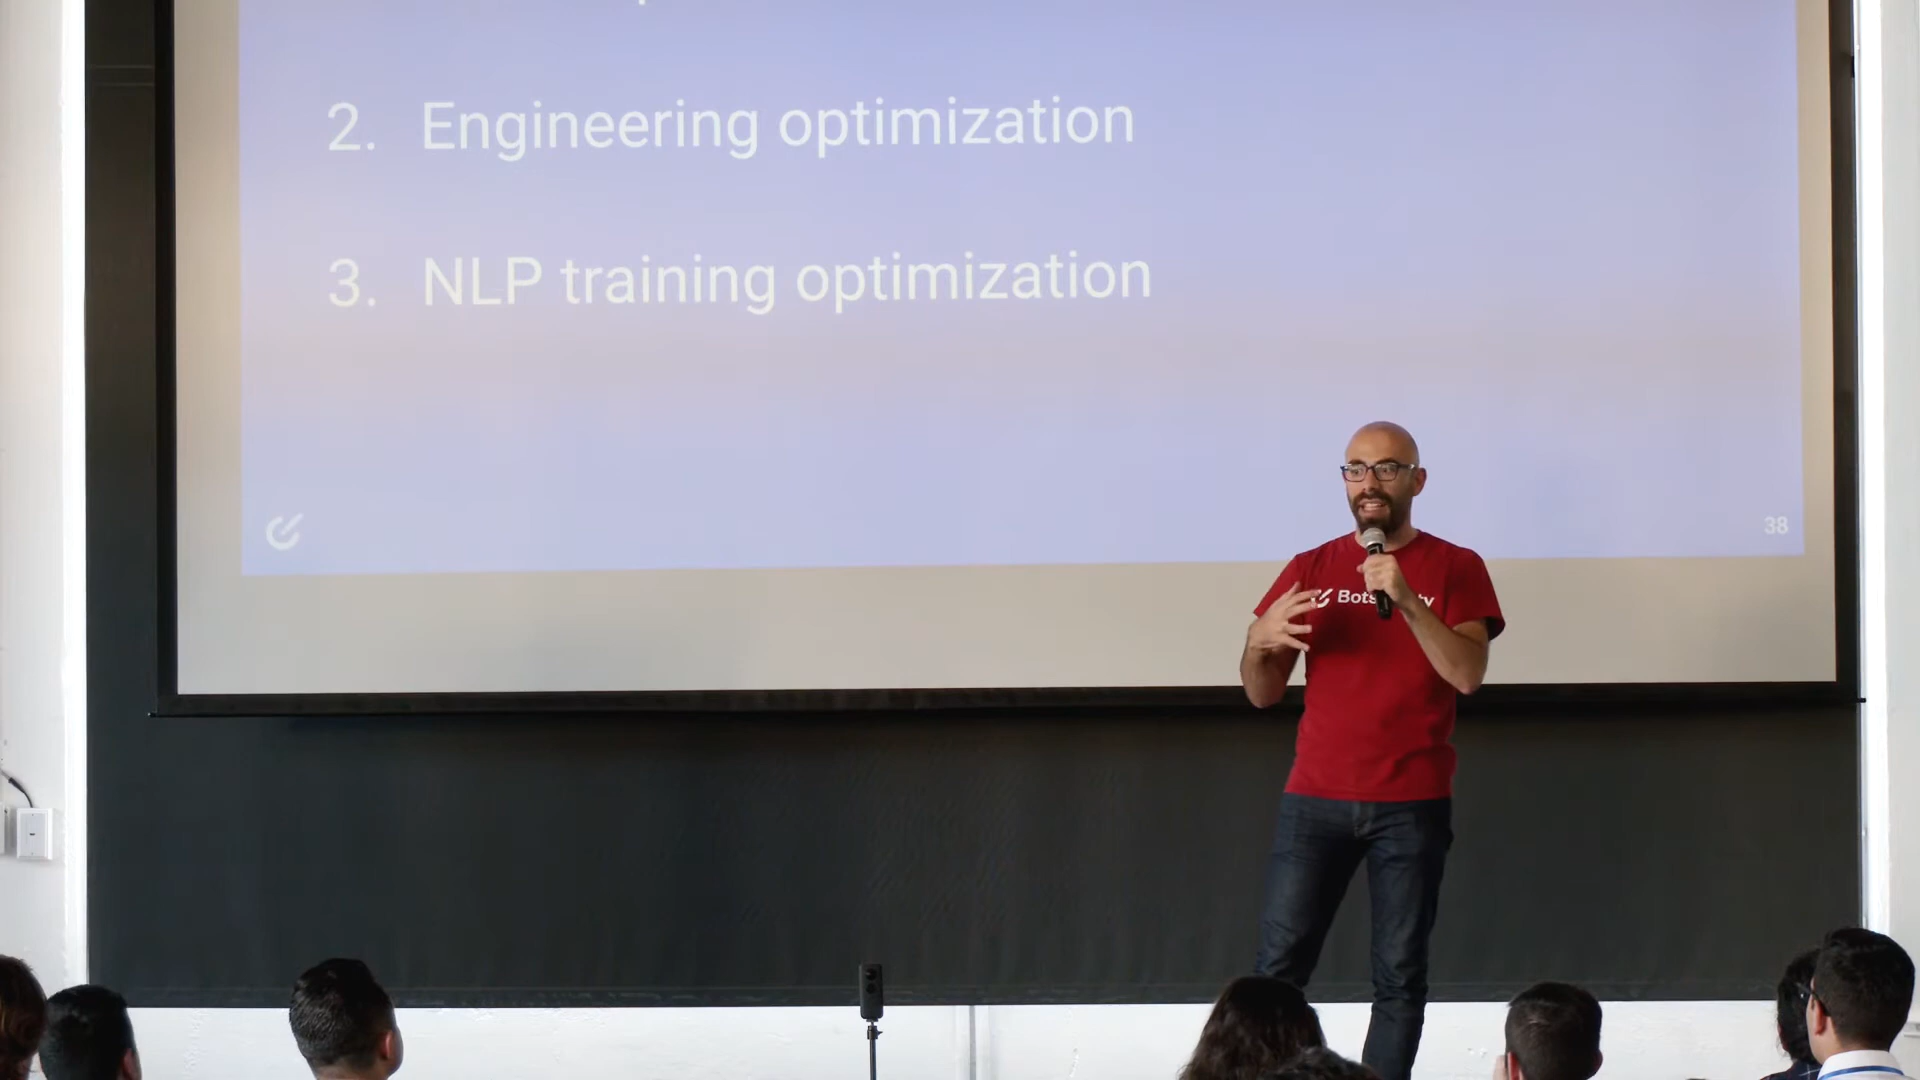 2. Engineering optimization
3. NLP training optimization
38